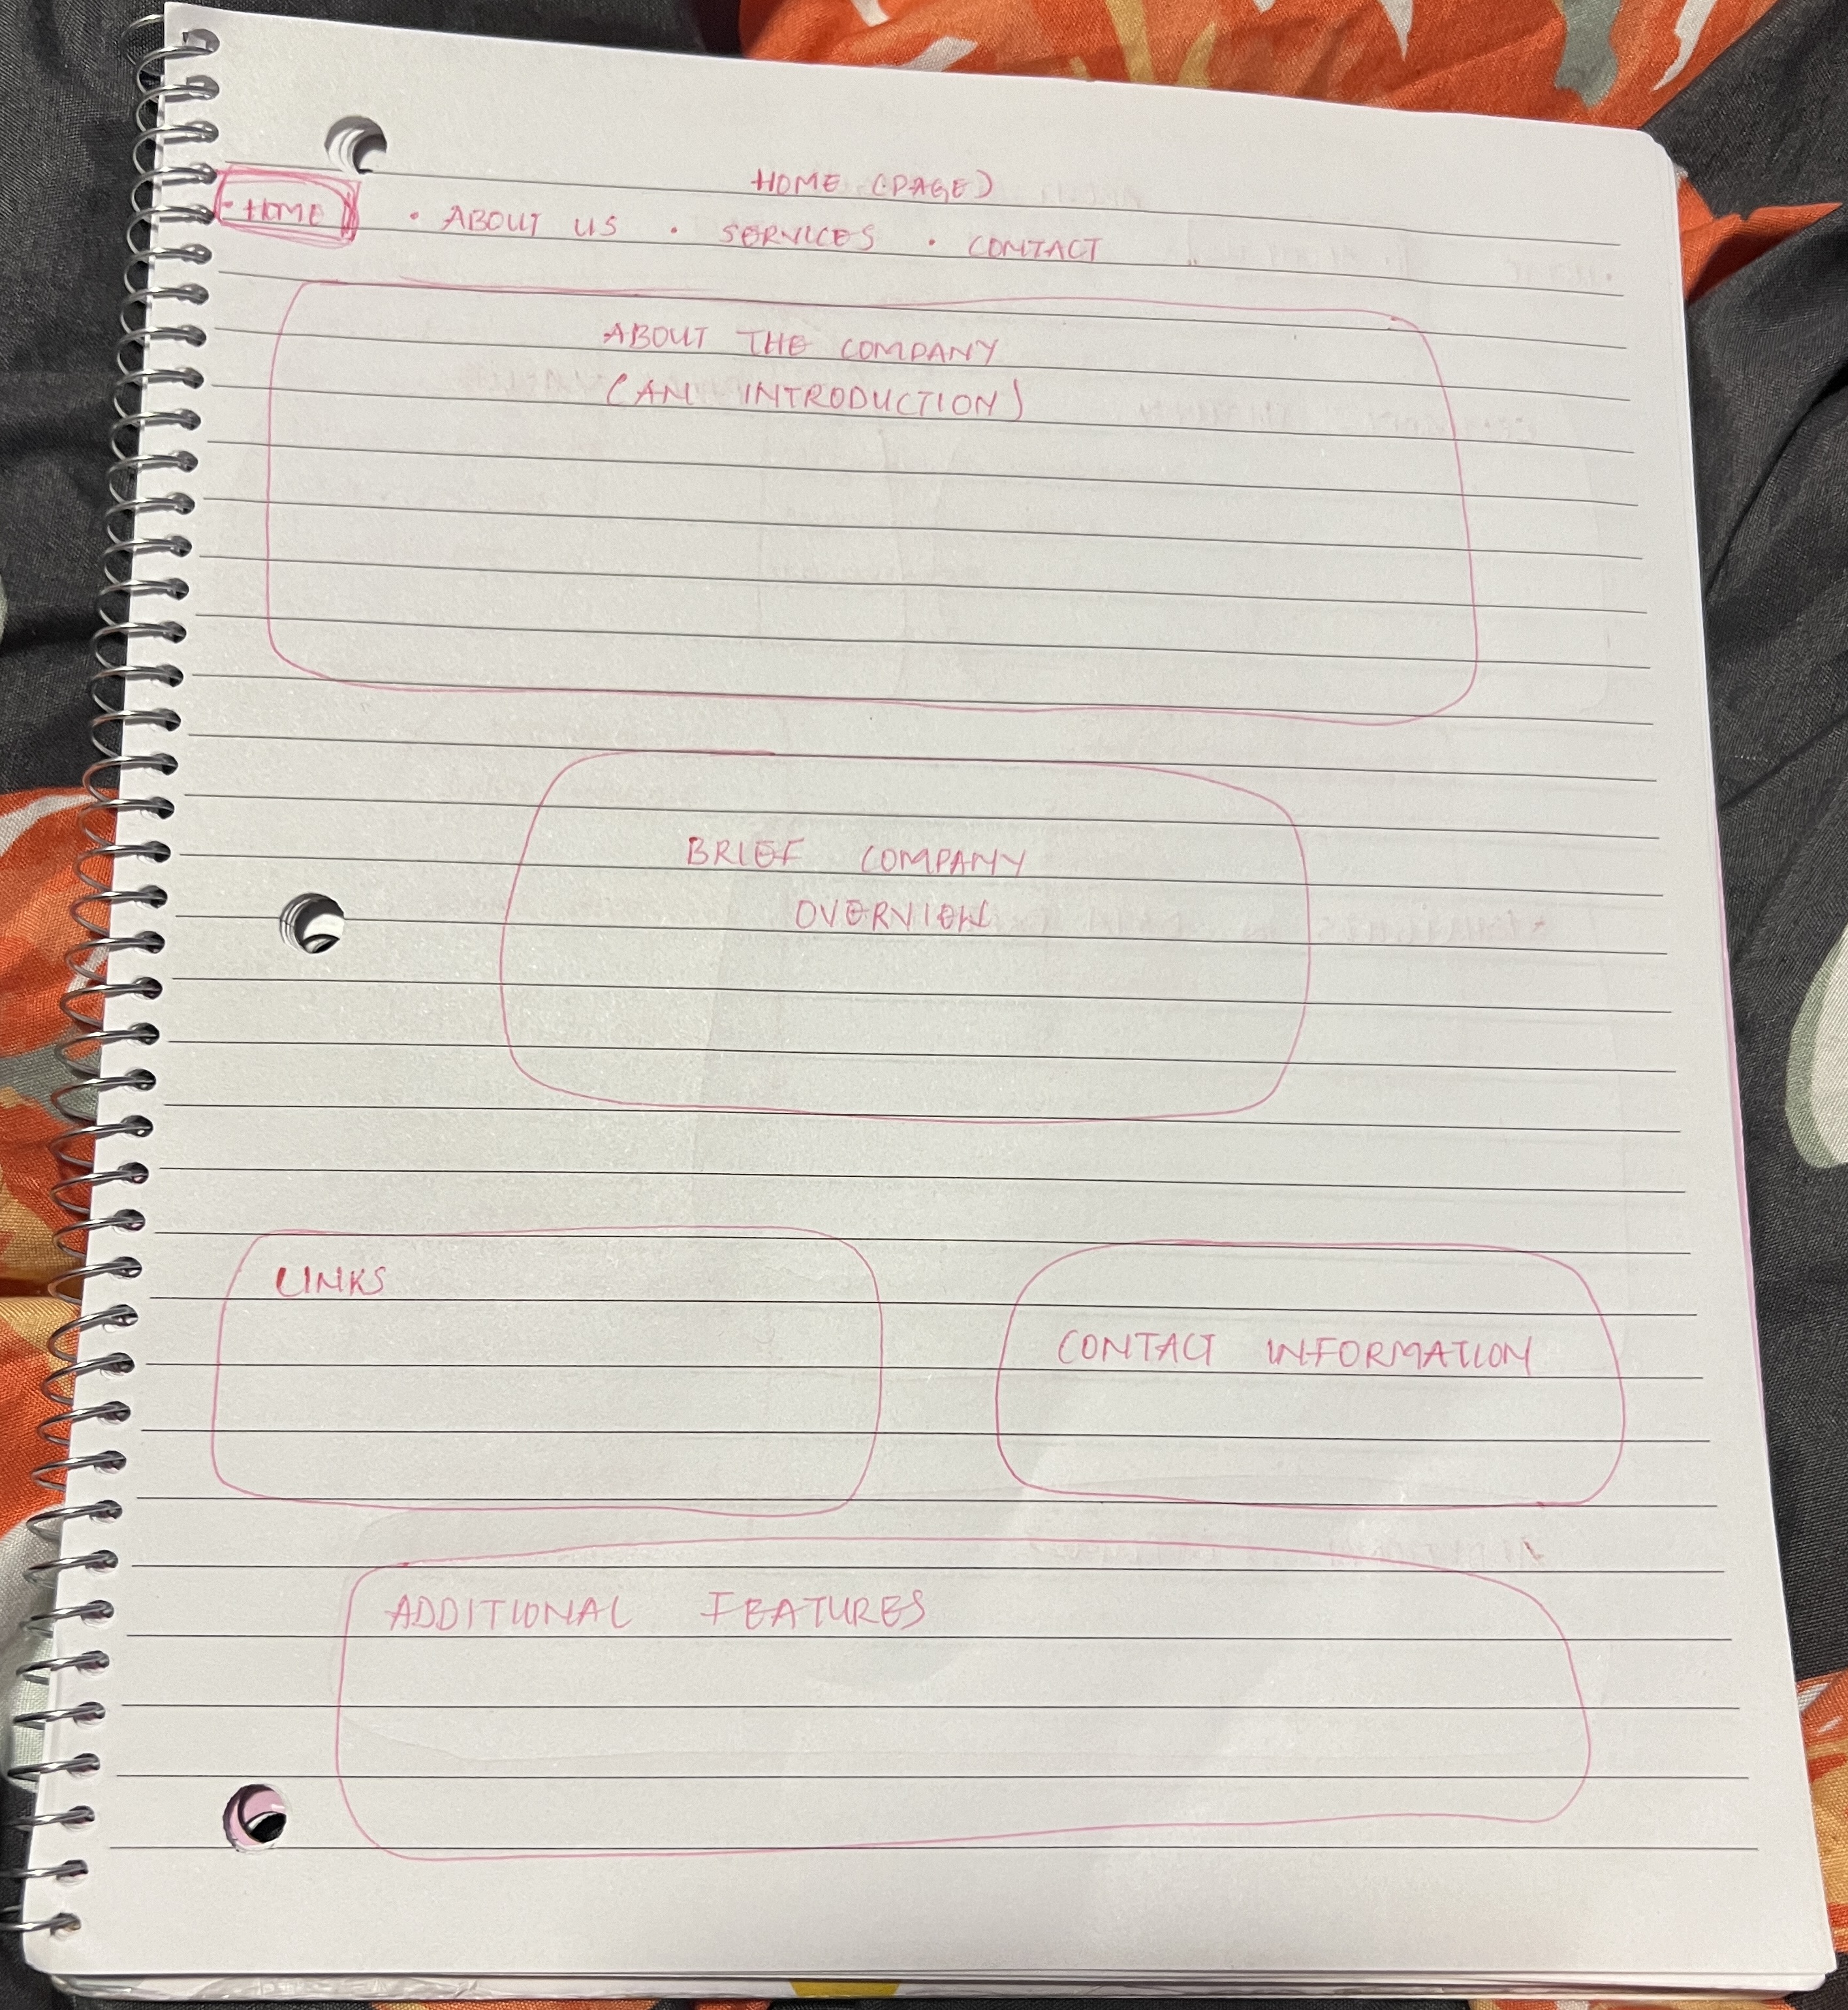 HOME (PAGE)
• HOME • ABOUT US • SERVICES • CONTACT
ABOUT THE COMPANY
(AN INTRODUCTION)
BRIEF COMPANY
OVERVIEW
LINKS
CONTACT INFORMATION
ADDITIONAL FEATURES